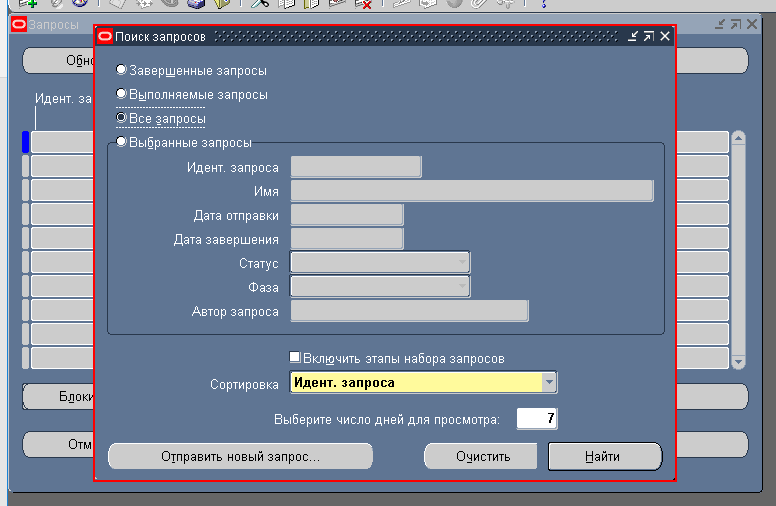 Запросы
Поиск запросов
Завершенные запросы
Выполняемые запросы
Все запросы
Выбранные запросы
Идент. запроса
Имя
Дата отправки
Дата завершения
Статус
Фаза
Автор запроса
Включить этапы набора запросов
Сортировка
Идент. запроса
Выберите число дней для просмотра:
7
Отправить новый запрос...
Очистить
Найти
Обно
Идент. за
Блоки
Отм